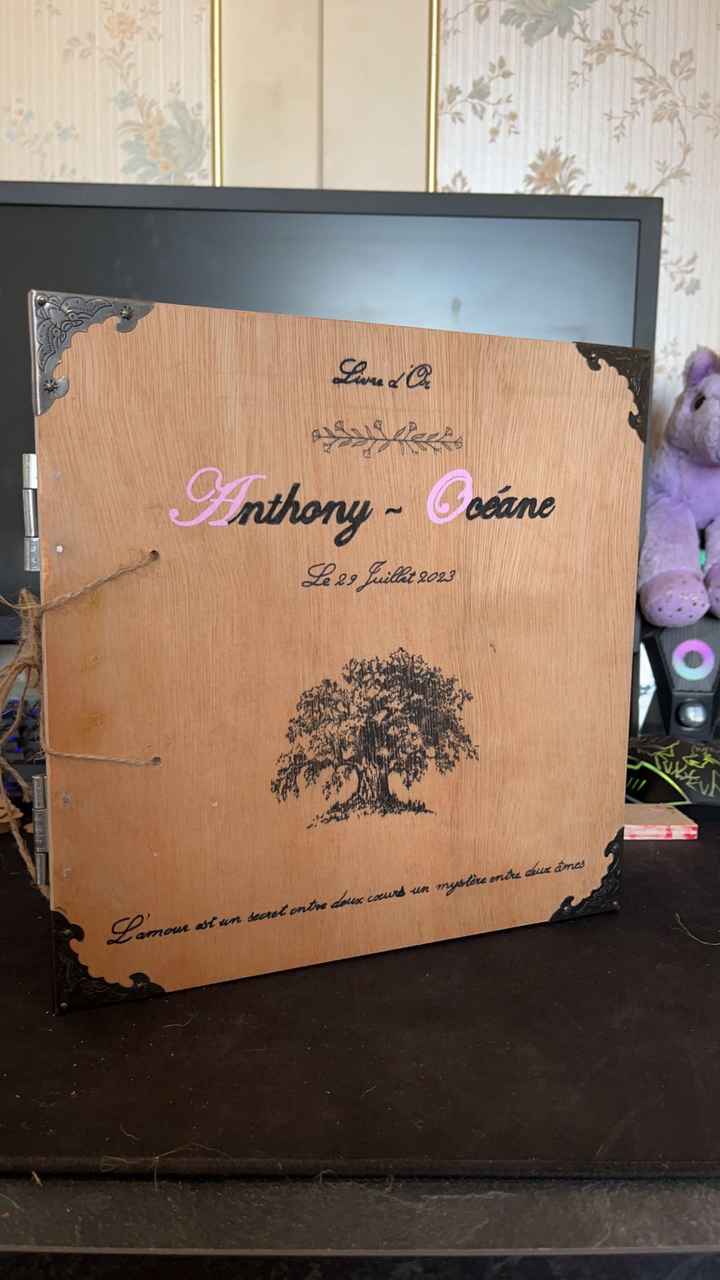 Livre d'Or
Anthony ~ Océane
Le 29 Juillet 2023
L'amour est un secret entre deux cœurs un mystère entre deux âmes